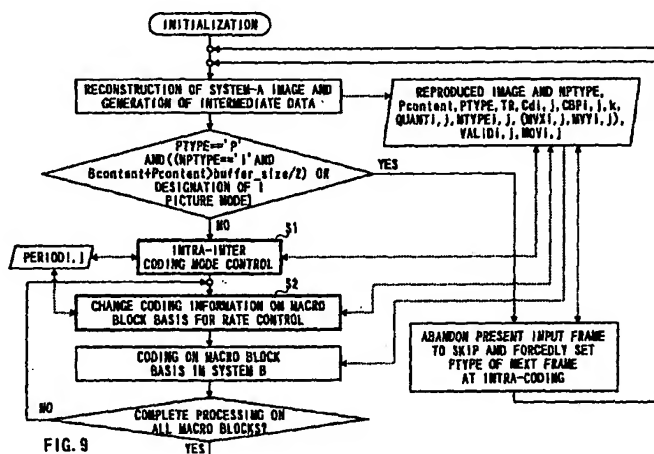 INITIALIZATION
RECONSTRUCTION OF SYSTEM-A IMAGE AND
GENERATION OF INTERMEDIATE DATA
REPRODUCED IMAGE AND NPTYPE,
Pcontent, PTYPE, TR, Cdi, j, CBPi, j, k,
QUANTi, j, MTYPEi, j, (MVXi, j, MVYi, j),
VALIDi, j, MOVi, j
PTYPE=='P'
AND((NPTYPE=='I' AND
Bcontent+Pcontent>buffer_size/2) OR
DESIGNATION OF I
PICTURE MODE)
YES
NO
S1
PERIODi, j
INTRA-INTER
CODING MODE CONTROL
S2
CHANGE CODING INFORMATION ON MACRO
BLOCK BASIS FOR RATE CONTROL
ABANDON PRESENT INPUT FRAME
TO SKIP AND FORCEDLY SET
PTYPE OF NEXT FRAME
AT INTRA-CODING
CODING ON MACRO BLOCK
BASIS IN SYSTEM B
NO
COMPLETE PROCESSING ON
ALL MACRO BLOCKS?
FIG. 9
YES